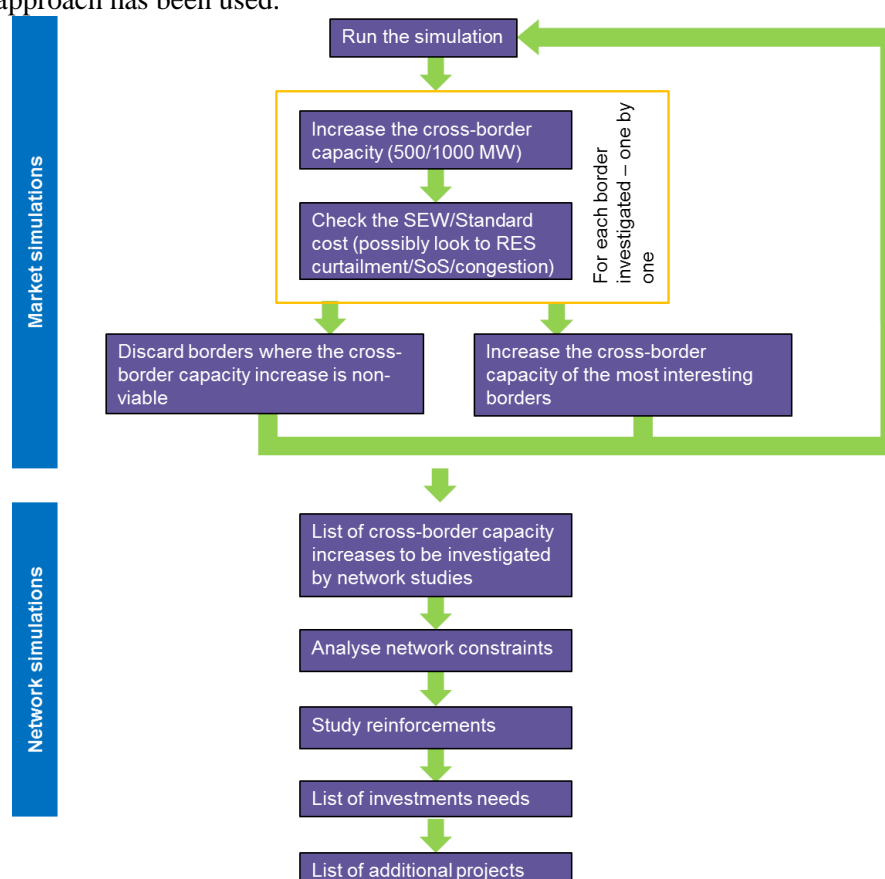 approach has been used.
Run the simulation
Market simulations
Increase the cross-border
capacity (500/1000 MW)
Check the SEW/Standard
cost (possibly look to RES
curtailment/SoS/congestion)
For each border
investigated – one by
one
Discard borders where the cross-
border capacity increase is non-
viable
Increase the cross-border
capacity of the most interesting
borders
Network simulations
List of cross-border capacity
increases to be investigated
by network studies
Analyse network constraints
Study reinforcements
List of investments needs
List of additional projects